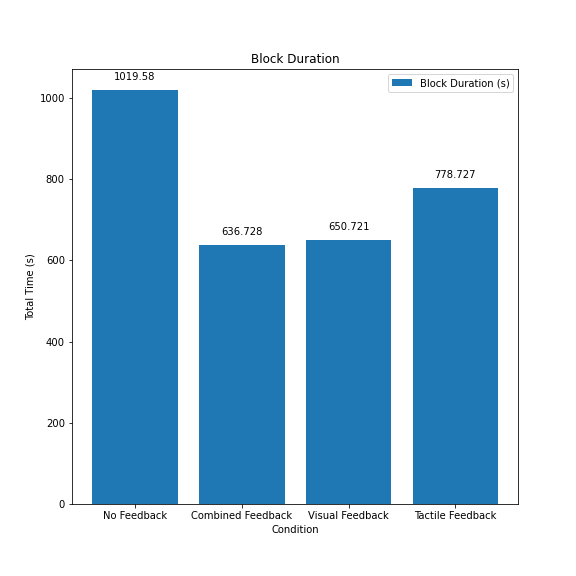 Block Duration
Block Duration (s)
1019.58
636.728
650.721
778.727
1000
800
600
400
200
0
Total Time (s)
No Feedback
Combined Feedback
Visual Feedback
Tactile Feedback
Condition